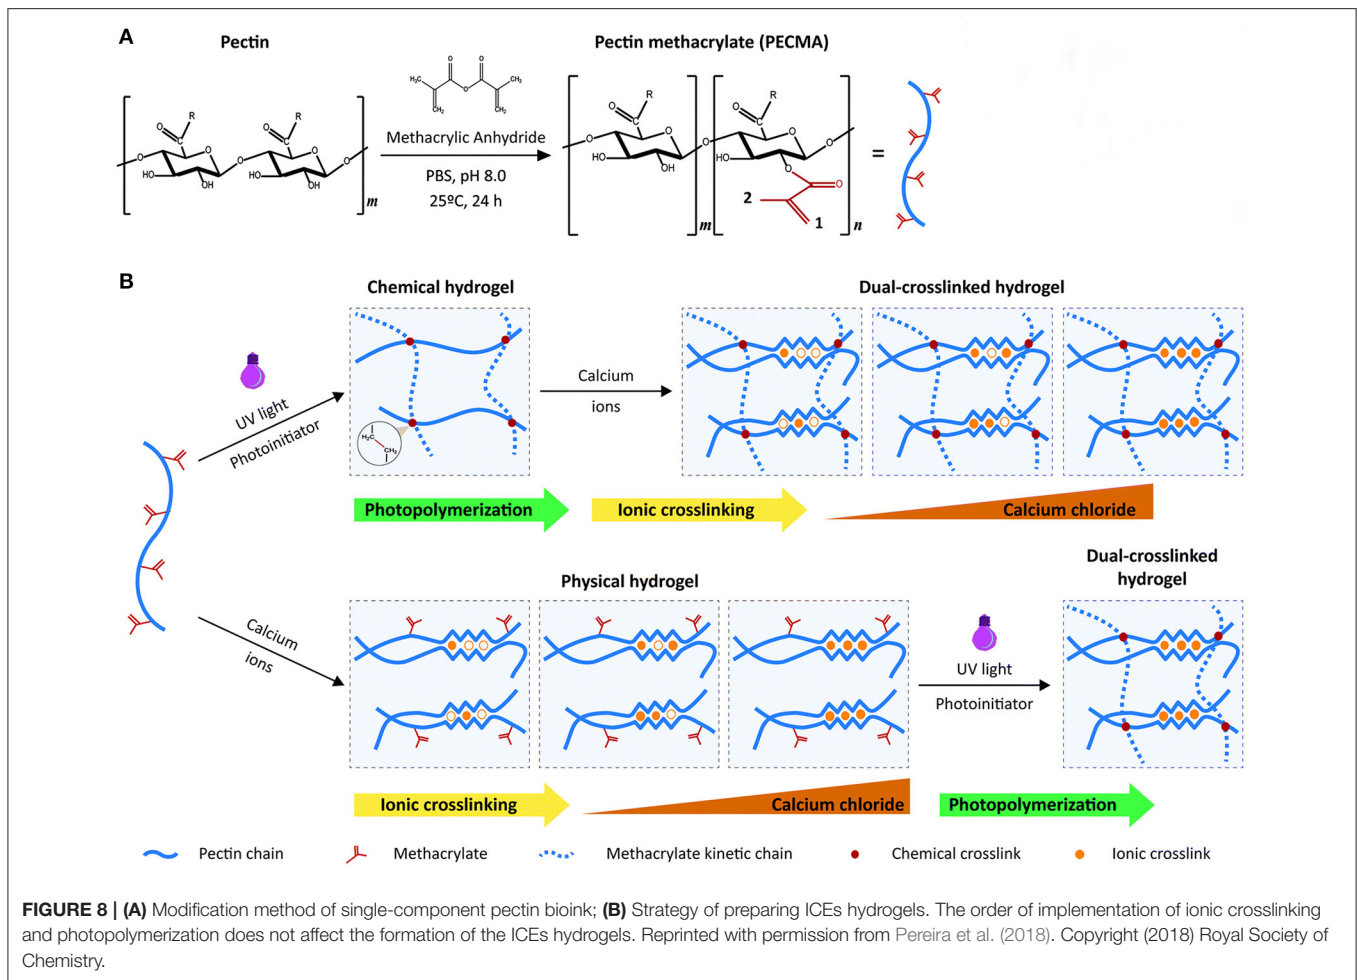 A
Pectin
Pectin methacrylate (PECMA)
H₃C
O
O
O
CH₃
CH₂
CH₂
Methacrylic Anhydride
PBS, pH 8.0
25ºC, 24 h
O
R
O
O
HO
OH
O
O
R
O
HO
OH
O
m
O
R
O
O
HO
OH
O
m
O
R
O
HO
O
O
O
2
1
n
=
B
Chemical hydrogel
Dual-crosslinked hydrogel
UV light
Photoinitiator
H₃C
CH₂
Calcium
ions
Photopolymerization
Ionic crosslinking
Calcium chloride
Physical hydrogel
Dual-crosslinked
hydrogel
Calcium
ions
UV light
Photoinitiator
Ionic crosslinking
Calcium chloride
Photopolymerization
Pectin chain
Methacrylate
Methacrylate kinetic chain
Chemical crosslink
Ionic crosslink
FIGURE 8 | (A) Modification method of single-component pectin bioink; (B) Strategy of preparing ICEs hydrogels. The order of implementation of ionic crosslinking
and photopolymerization does not affect the formation of the ICEs hydrogels. Reprinted with permission from Pereira et al. (2018). Copyright (2018) Royal Society of
Chemistry.